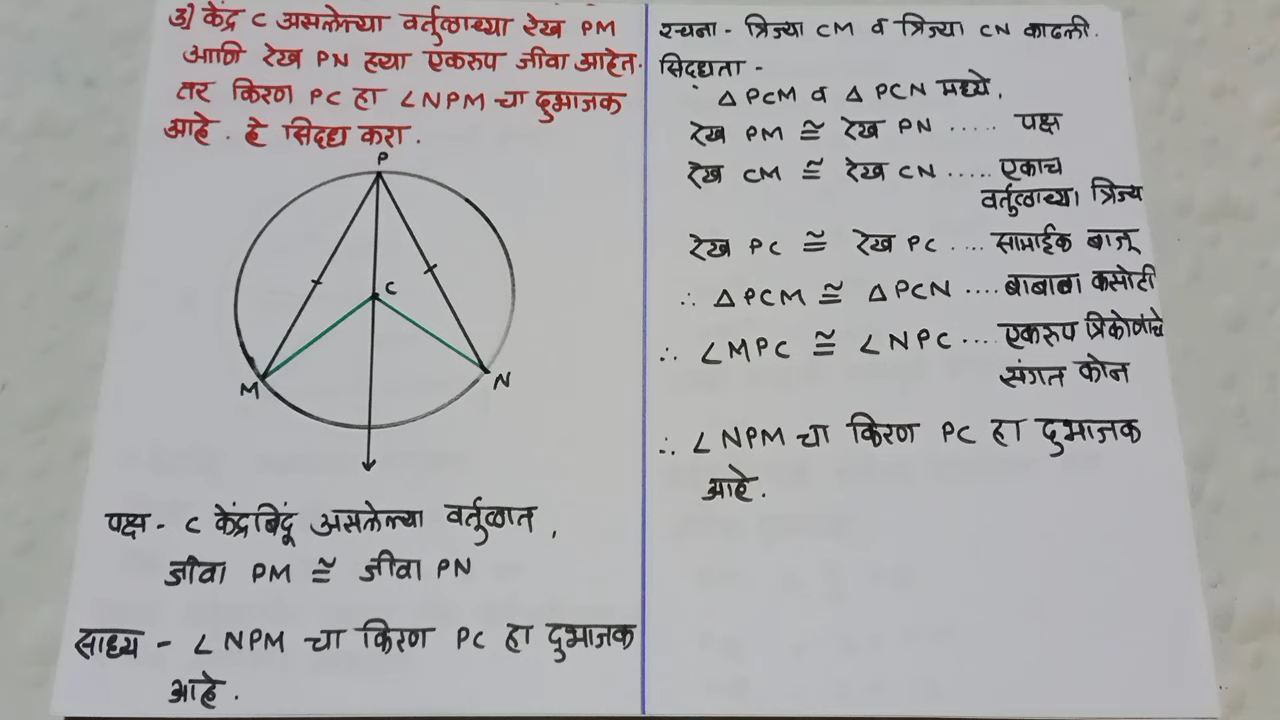 3) केंद्र C असलेल्या वर्तुळाच्या रेख PM
आणि रेख PN ह्या एकरुप जीवा आहेत.
तर किरण PC हा ∠NPM चा दुभाजक
आहे. हे सिद्ध करा.
P
C
M
N
पक्ष - C केंद्रबिंदू असलेल्या वर्तुळात,
जीवा PM ≅ जीवा PN
साध्य - ∠NPM चा किरण PC हा दुभाजक
आहे.
रचना - त्रिज्या CM व त्रिज्या CN काढली.
सिद्धता -
△PCM व △PCN मध्ये,
रेख PM ≅ रेख PN ..... पक्ष
रेख CM ≅ रेख CN ..... एकाच
वर्तुळाच्या त्रिज्य
रेख PC ≅ रेख PC .... सामाईक बाजू
∴ △PCM ≅ △PCN .... बाबाबा कसोटी
∴ ∠MPC ≅ ∠NPC .... एकरुप त्रिकोणांचे
संगत कोन
∴ ∠NPM चा किरण PC हा दुभाजक
आहे.